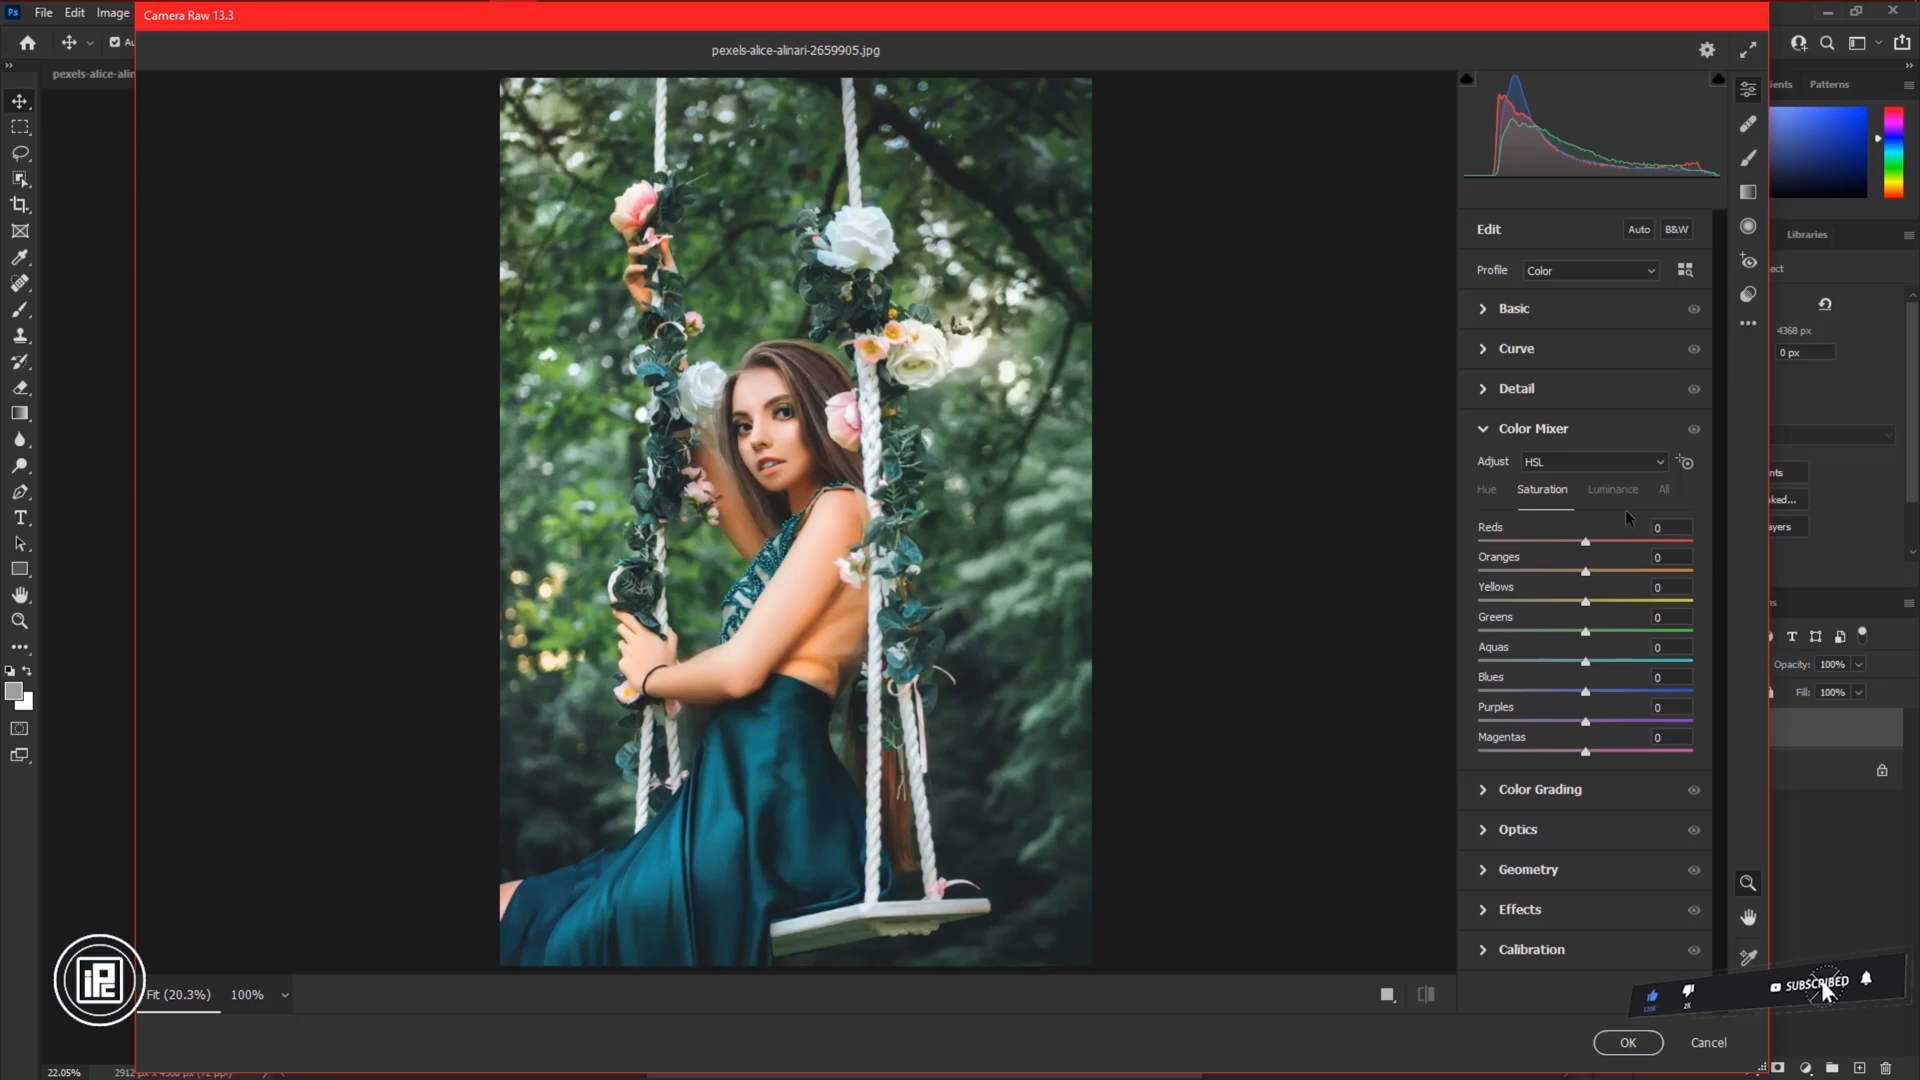 Ps File Edit Image
Camera Raw 13.3
pexels-alice-alinari-2659905.jpg
pexels-alice-alin
Patterns
Edit
Auto
B&W
Profile
Color
Basic
Curve
Detail
Color Mixer
Adjust
HSL
Hue
Saturation
Luminance
All
Reds
0
Oranges
0
Yellows
0
Greens
0
Aquas
0
Blues
0
Purples
0
Magentas
0
Color Grading
Optics
Geometry
Effects
Calibration
Libraries
4368 px
0 px
Opacity: 100%
Fill: 100%
SUBSCRIBED
2K
Fit (20.3%)
100%
OK
Cancel
22.05%